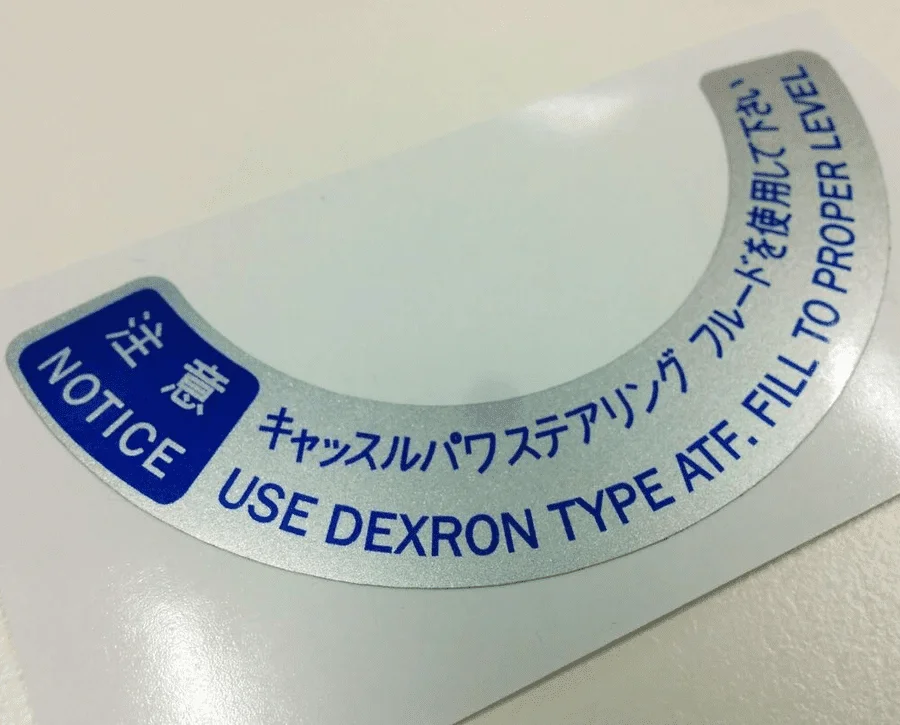 注意
NOTICE
キャッスルパワステアリング フルードを使用して下さい
USE DEXRON TYPE ATF. FILL TO PROPER LEVEL